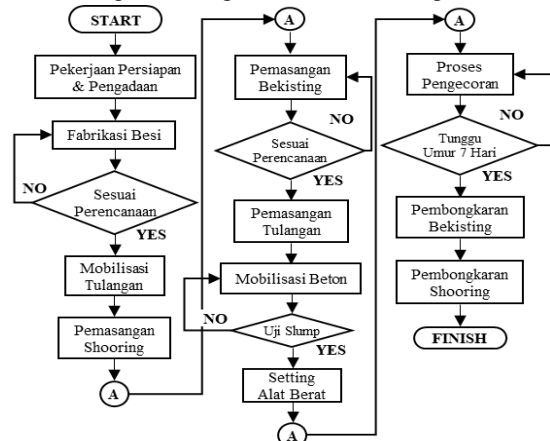 START
Pekerjaan Persiapan
& Pengadaan
Fabrikasi Besi
NO
Sesuai
Perencanaan
YES
Mobilisasi
Tulangan
Pemasangan
Shooring
A
A
Pemasangan
Bekisting
NO
Sesuai
Perencanaan
YES
Pemasangan
Tulangan
Mobilisasi Beton
NO
Uji Slump
YES
Setting
Alat Berat
A
A
Proses
Pengecoran
NO
Tunggu
Umur 7 Hari
YES
Pembongkaran
Bekisting
Pembongkaran
Shooring
FINISH